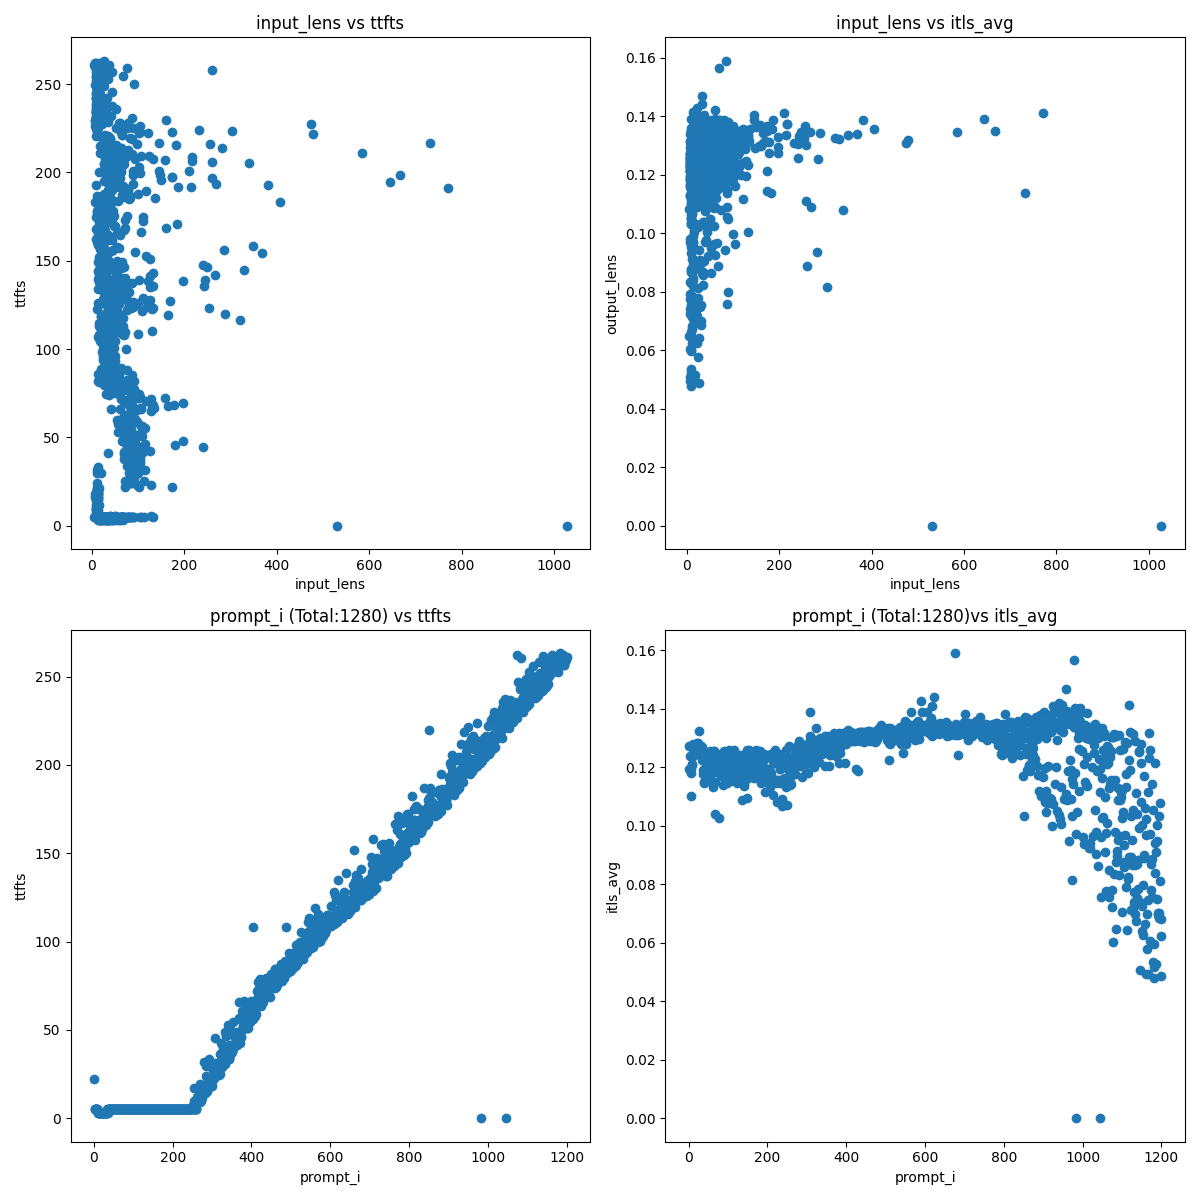 input_lens vs ttfts
ttfts
250
200
150
100
50
0
0 200 400 600 800 1000
input_lens
input_lens vs itls_avg
output_lens
0.16
0.14
0.12
0.10
0.08
0.06
0.04
0.02
0.00
0 200 400 600 800 1000
input_lens
prompt_i (Total:1280) vs ttfts
ttfts
250
200
150
100
50
0
0 200 400 600 800 1000 1200
prompt_i
prompt_i (Total:1280)vs itls_avg
itls_avg
0.16
0.14
0.12
0.10
0.08
0.06
0.04
0.02
0.00
0 200 400 600 800 1000 1200
prompt_i